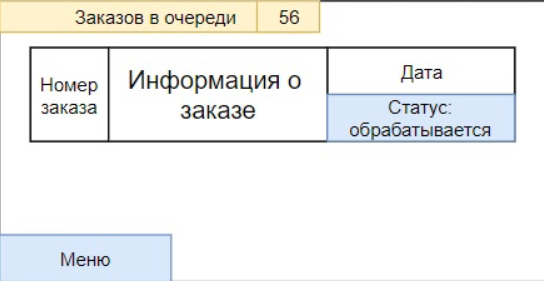 Заказов в очереди 56
Номер
заказа
Информация о
заказе
Дата
Статус:
обрабатывается
Меню